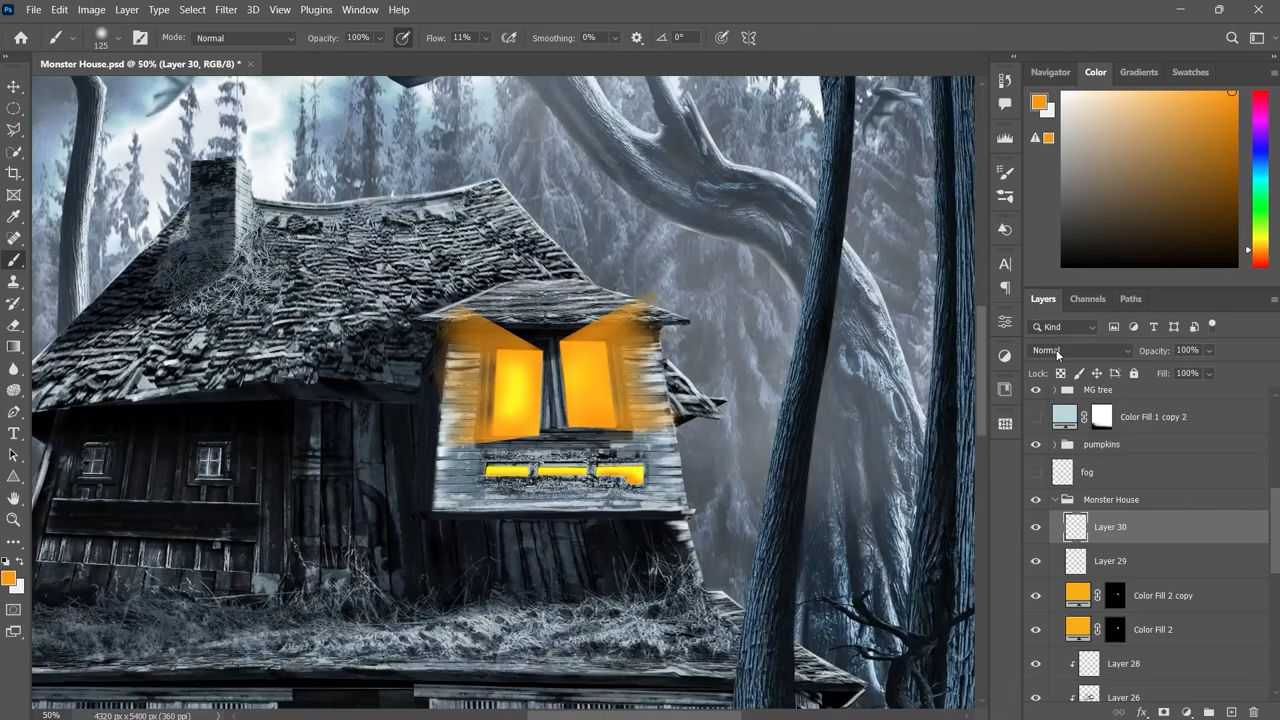 Ps File Edit Image Layer Type Select Filter 3D View Plugins Window Help
125 Mode: Normal Opacity: 100% Flow: 11% Smoothing: 0% 0°
Monster House.psd @ 50% (Layer 30, RGB/8) *
Navigator Color Gradients Swatches
Layers Channels Paths
Kind
Normal Opacity: 100%
Lock: Fill: 100%
MG tree
Color Fill 1 copy 2
pumpkins
fog
Monster House
Layer 30
Layer 29
Color Fill 2 copy
Color Fill 2
Layer 28
Layer 26
50% 4320 px x 5400 px (360 ppi)